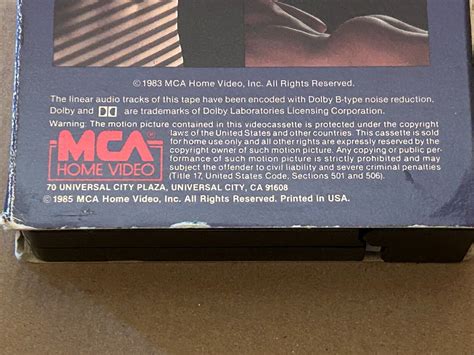 ©1983 MCA Home Video, Inc. All Rights Reserved.
The linear audio tracks of this tape have been encoded with Dolby B-type noise reduction.
Dolby and DD are trademarks of Dolby Laboratories Licensing Corporation.
Warning: The motion picture contained in this videocassette is protected under the copyright
laws of the United States and other countries. This cassette is sold
for home use only and all other rights are expressly reserved by the
copyright owner of such motion picture. Any copying or public per-
formance of such motion picture is strictly prohibited and may
subject the offender to civil liability and severe criminal penalties
(Title 17, United States Code, Sections 501 and 506).
MCA
HOME VIDEO
70 UNIVERSAL CITY PLAZA, UNIVERSAL CITY, CA 91608
©1985 MCA Home Video, Inc. All Rights Reserved. Printed in USA.